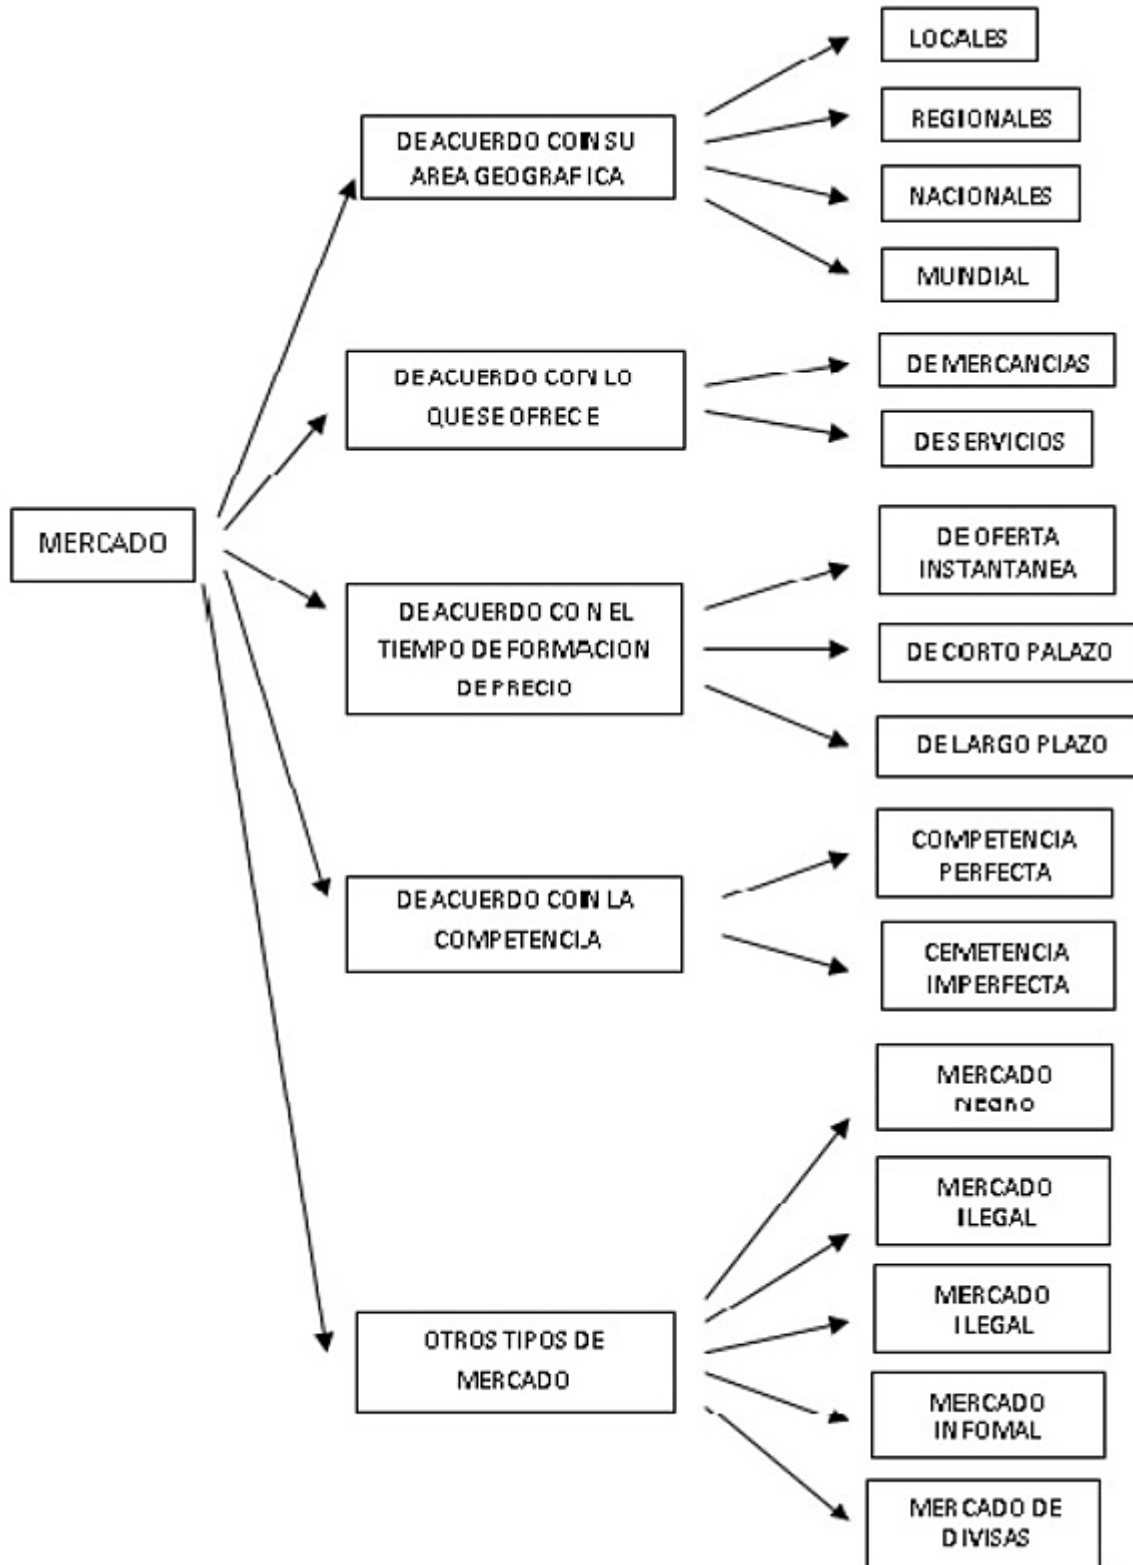 LOCALES
DE ACUERDO CON SU
AREA GEOGRAFICA
REGIONALES
NACIONALES
MUNDIAL
DE ACUERDO CON LO
QUE SE OFRECE
DE MERCANCIAS
DE SERVICIOS
MERCADO
DE ACUERDO CON EL
TIEMPO DE FORMACION
DE PRECIO
DE OFERTA
INSTANTANEA
DE CORTO PALAZO
DE LARGO PLAZO
DE ACUERDO CON LA
COMPETENCIA
COMPETENCIA
PERFECTA
CEMETENCIA
IMPERFECTA
OTROS TIPOS DE
MERCADO
MERCADO
NEGRO
MERCADO
ILEGAL
MERCADO
ILEGAL
MERCADO
INFOMAL
MERCADO DE
DIVISAS